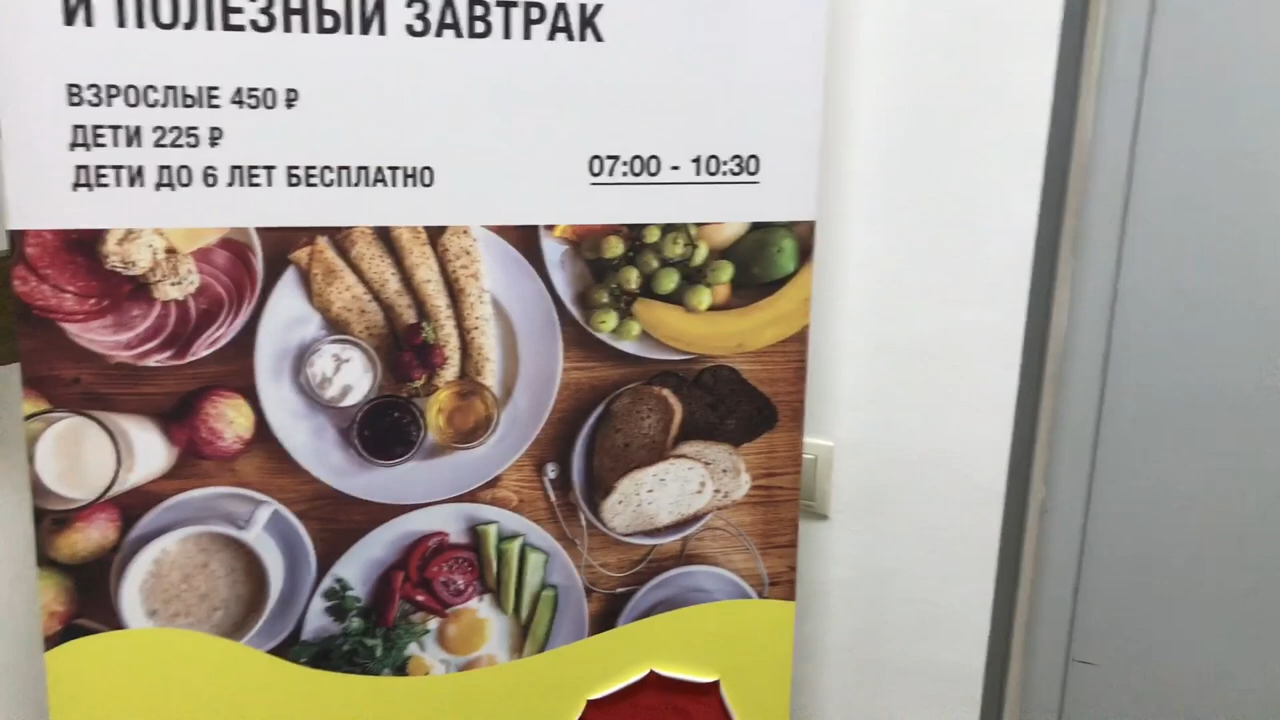 И ПОЛЕЗНЫЙ ЗАВТРАК
ВЗРОСЛЫЕ 450 ₽
ДЕТИ 225 ₽
ДЕТИ ДО 6 ЛЕТ БЕСПЛАТНО
07:00 - 10:30